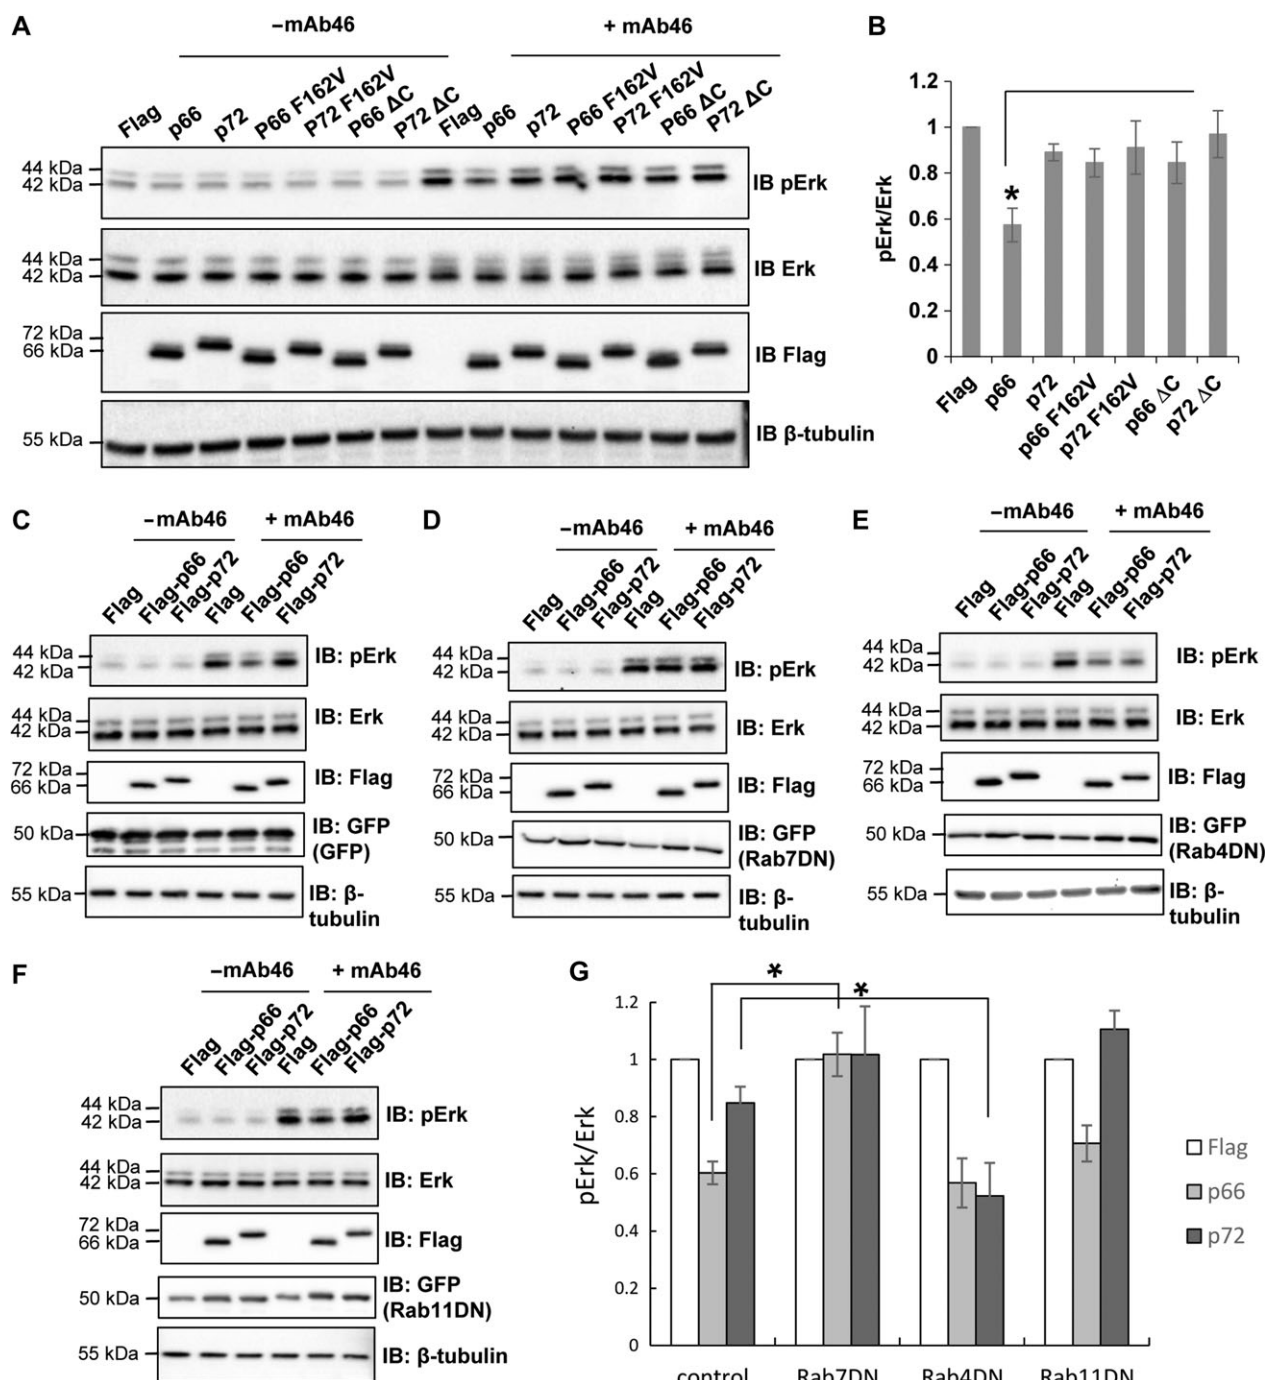 A
–mAb46
+ mAb46
Flag
p66
p72
P66 F162V
P72 F162V
P66 ΔC
P72 ΔC
Flag
p66
p72
P66 F162V
P72 F162V
P66 ΔC
P72 ΔC
44 kDa
42 kDa
IB pErk
44 kDa
42 kDa
IB Erk
72 kDa
66 kDa
IB Flag
55 kDa
IB β-tubulin
B
pErk/Erk
1.2
1
0.8
0.6
0.4
0.2
0
*
Flag
p66
p72
p66 F162V
p72 F162V
p66 ΔC
p72 ΔC
C
–mAb46
+ mAb46
Flag
Flag-p66
Flag-p72
Flag
Flag-p66
Flag-p72
44 kDa
42 kDa
IB: pErk
44 kDa
42 kDa
IB: Erk
72 kDa
66 kDa
IB: Flag
50 kDa
IB: GFP
(GFP)
55 kDa
IB: β-
tubulin
D
–mAb46
+ mAb46
Flag
Flag-p66
Flag-p72
Flag
Flag-p66
Flag-p72
44 kDa
42 kDa
IB: pErk
44 kDa
42 kDa
IB: Erk
72 kDa
66 kDa
IB: Flag
50 kDa
IB: GFP
(Rab7DN)
55 kDa
IB: β-
tubulin
E
–mAb46
+ mAb46
Flag
Flag-p66
Flag-p72
Flag
Flag-p66
Flag-p72
44 kDa
42 kDa
IB: pErk
44 kDa
42 kDa
IB: Erk
72 kDa
66 kDa
IB: Flag
50 kDa
IB: GFP
(Rab4DN)
55 kDa
IB: β-
tubulin
F
–mAb46
+ mAb46
Flag
Flag-p66
Flag-p72
Flag
Flag-p66
Flag-p72
44 kDa
42 kDa
IB: pErk
44 kDa
42 kDa
IB: Erk
72 kDa
66 kDa
IB: Flag
50 kDa
IB: GFP
(Rab11DN)
55 kDa
IB: β-tubulin
G
*
*
pErk/Erk
1.2
1
0.8
0.6
0.4
0.2
0
control
Rab7DN
Rab4DN
Rab11DN
Flag
p66
p72